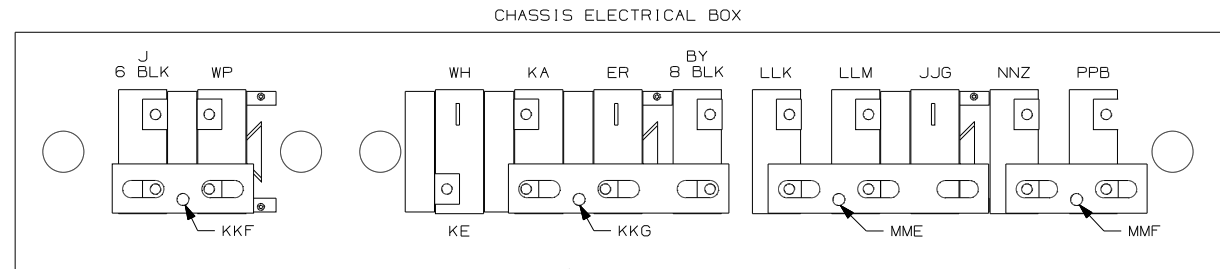 CHASSIS ELECTRICAL BOX
J BY
6 BLK WP WH KA ER 8 BLK LLK LLM JJG NNZ PPB
KKF KE KKG MME MMF